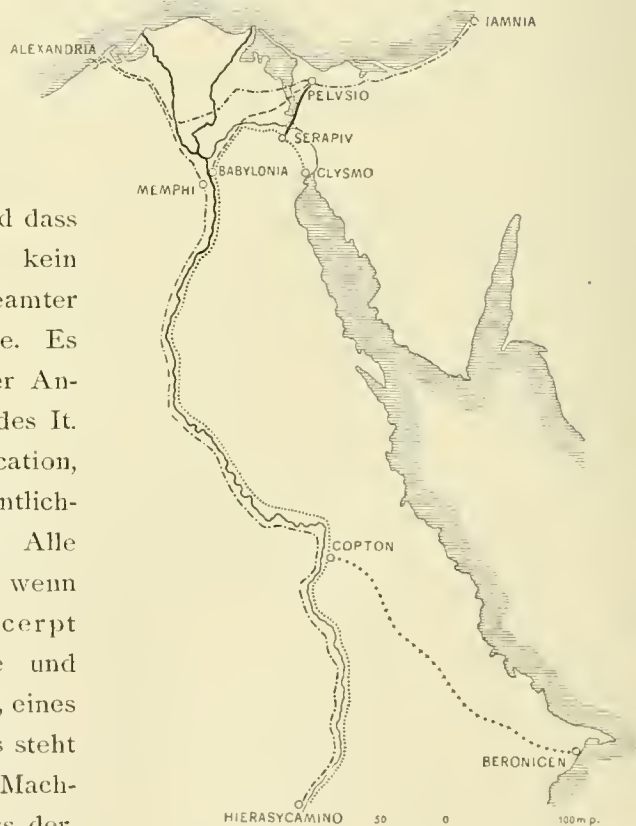 IAMNIA
ALEXANDRIA
PELVSIO
SERAPIV
BABYLONIA
CLYSMO
MEMPHI
d dass
kein
eamter
e. Es
er An-
des It.
cation,
ntlich-
Alle
wenn
cerpt
e und
, eines
s steht
Mach-
s der
COPTON
BERONICEN
HIERASYCAMINO 50 0 100 m p.